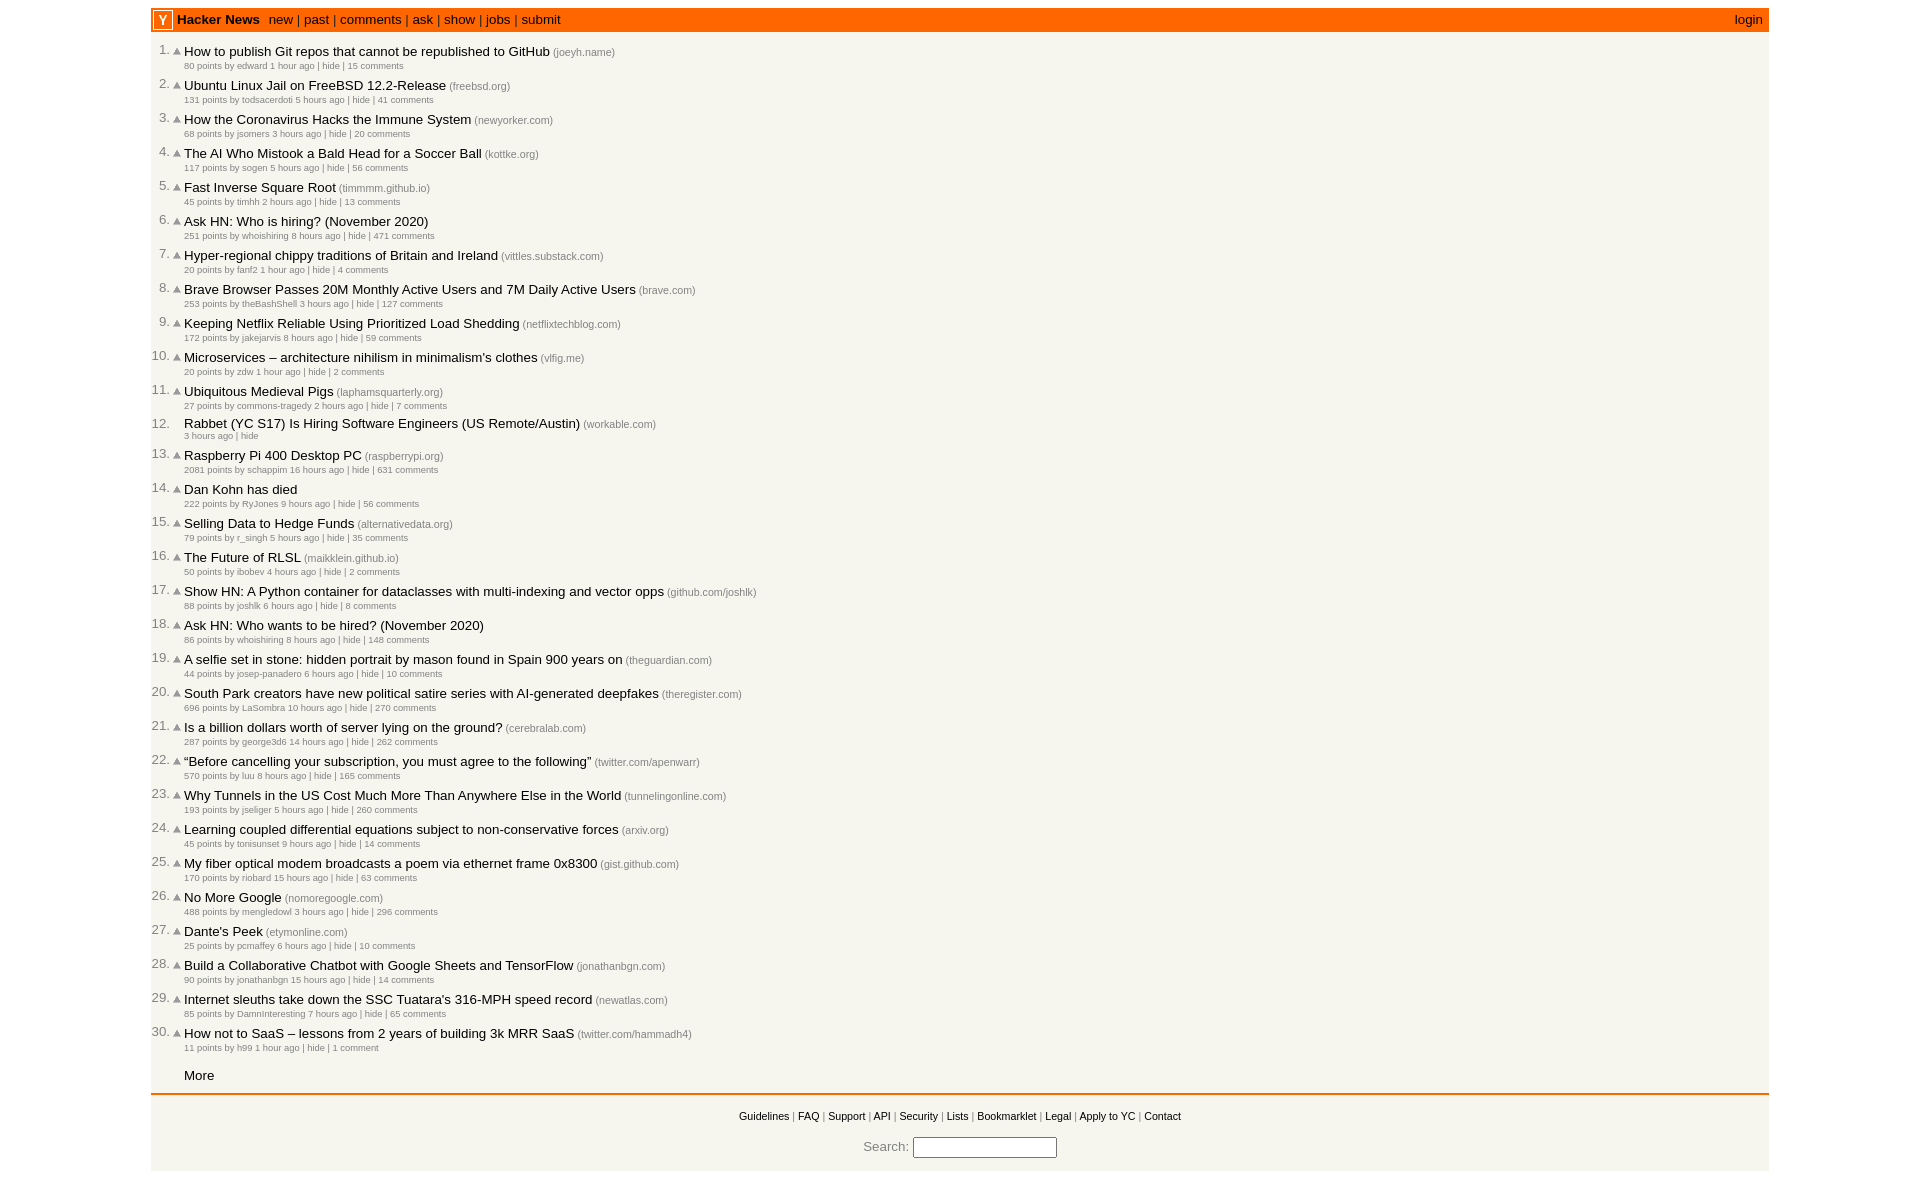 Y Hacker News new | past | comments | ask | show | jobs | submit login
1. How to publish Git repos that cannot be republished to GitHub (joeyh.name)
80 points by edward 1 hour ago | hide | 15 comments
2. Ubuntu Linux Jail on FreeBSD 12.2-Release (freebsd.org)
131 points by todsacerdoti 5 hours ago | hide | 41 comments
3. How the Coronavirus Hacks the Immune System (newyorker.com)
68 points by jsomers 3 hours ago | hide | 20 comments
4. The AI Who Mistook a Bald Head for a Soccer Ball (kottke.org)
117 points by sogen 5 hours ago | hide | 56 comments
5. Fast Inverse Square Root (timmmm.github.io)
45 points by timhh 2 hours ago | hide | 13 comments
6. Ask HN: Who is hiring? (November 2020)
251 points by whoishiring 8 hours ago | hide | 471 comments
7. Hyper-regional chippy traditions of Britain and Ireland (vittles.substack.com)
20 points by fanf2 1 hour ago | hide | 4 comments
8. Brave Browser Passes 20M Monthly Active Users and 7M Daily Active Users (brave.com)
253 points by theBashShell 3 hours ago | hide | 127 comments
9. Keeping Netflix Reliable Using Prioritized Load Shedding (netflixtechblog.com)
172 points by jakejarvis 8 hours ago | hide | 59 comments
10. Microservices – architecture nihilism in minimalism's clothes (vlfig.me)
20 points by zdw 1 hour ago | hide | 2 comments
11. Ubiquitous Medieval Pigs (laphamsquarterly.org)
27 points by commons-tragedy 2 hours ago | hide | 7 comments
12. Rabbet (YC S17) Is Hiring Software Engineers (US Remote/Austin) (workable.com)
3 hours ago | hide
13. Raspberry Pi 400 Desktop PC (raspberrypi.org)
2081 points by schappim 16 hours ago | hide | 631 comments
14. Dan Kohn has died
222 points by RyJones 9 hours ago | hide | 56 comments
15. Selling Data to Hedge Funds (alternativedata.org)
79 points by r_singh 5 hours ago | hide | 35 comments
16. The Future of RLSL (maikklein.github.io)
50 points by ibobev 4 hours ago | hide | 2 comments
17. Show HN: A Python container for dataclasses with multi-indexing and vector opps (github.com/joshlk)
88 points by joshlk 6 hours ago | hide | 8 comments
18. Ask HN: Who wants to be hired? (November 2020)
86 points by whoishiring 8 hours ago | hide | 148 comments
19. A selfie set in stone: hidden portrait by mason found in Spain 900 years on (theguardian.com)
44 points by josep-panadero 6 hours ago | hide | 10 comments
20. South Park creators have new political satire series with AI-generated deepfakes (theregister.com)
696 points by LaSombra 10 hours ago | hide | 270 comments
21. Is a billion dollars worth of server lying on the ground? (cerebralab.com)
287 points by george3d6 14 hours ago | hide | 262 comments
22. “Before cancelling your subscription, you must agree to the following” (twitter.com/apenwarr)
570 points by luu 8 hours ago | hide | 165 comments
23. Why Tunnels in the US Cost Much More Than Anywhere Else in the World (tunnelingonline.com)
193 points by jseliger 5 hours ago | hide | 260 comments
24. Learning coupled differential equations subject to non-conservative forces (arxiv.org)
45 points by tonisunset 9 hours ago | hide | 14 comments
25. My fiber optical modem broadcasts a poem via ethernet frame 0x8300 (gist.github.com)
170 points by riobard 15 hours ago | hide | 63 comments
26. No More Google (nomoregoogle.com)
488 points by mengledowl 3 hours ago | hide | 296 comments
27. Dante's Peek (etymonline.com)
25 points by pcmaffey 6 hours ago | hide | 10 comments
28. Build a Collaborative Chatbot with Google Sheets and TensorFlow (jonathanbgn.com)
90 points by jonathanbgn 15 hours ago | hide | 14 comments
29. Internet sleuths take down the SSC Tuatara's 316-MPH speed record (newatlas.com)
85 points by DamnInteresting 7 hours ago | hide | 65 comments
30. How not to SaaS – lessons from 2 years of building 3k MRR SaaS (twitter.com/hammadh4)
11 points by h99 1 hour ago | hide | 1 comment
More
Guidelines | FAQ | Support | API | Security | Lists | Bookmarklet | Legal | Apply to YC | Contact
Search: